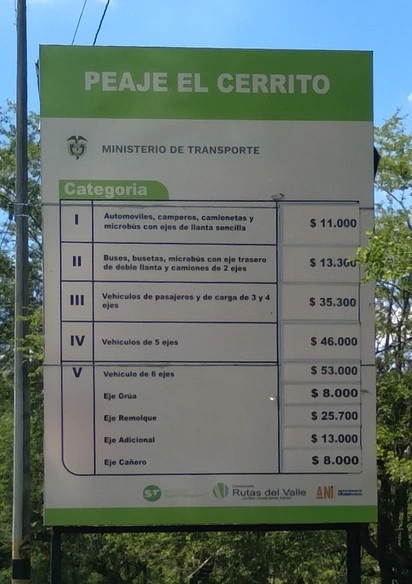 PEAJE EL CERRITO
MINISTERIO DE TRANSPORTE
Categoria
I Automoviles, camperos, camionetas y microbús con ejes de llanta sencilla $ 11.000
II Buses, busetas, microbús con eje trasero de doble llanta y camiones de 2 ejes $ 13.300
III Vehículos de pasajeros y de carga de 3 y 4 ejes $ 35.300
IV Vehículos de 5 ejes $ 46.000
V Vehículo de 6 ejes $ 53.000
Eje Grúa $ 8.000
Eje Remolque $ 25.700
Eje Adicional $ 13.000
Eje Cañero $ 8.000
ST
Rutas del Valle
ANI